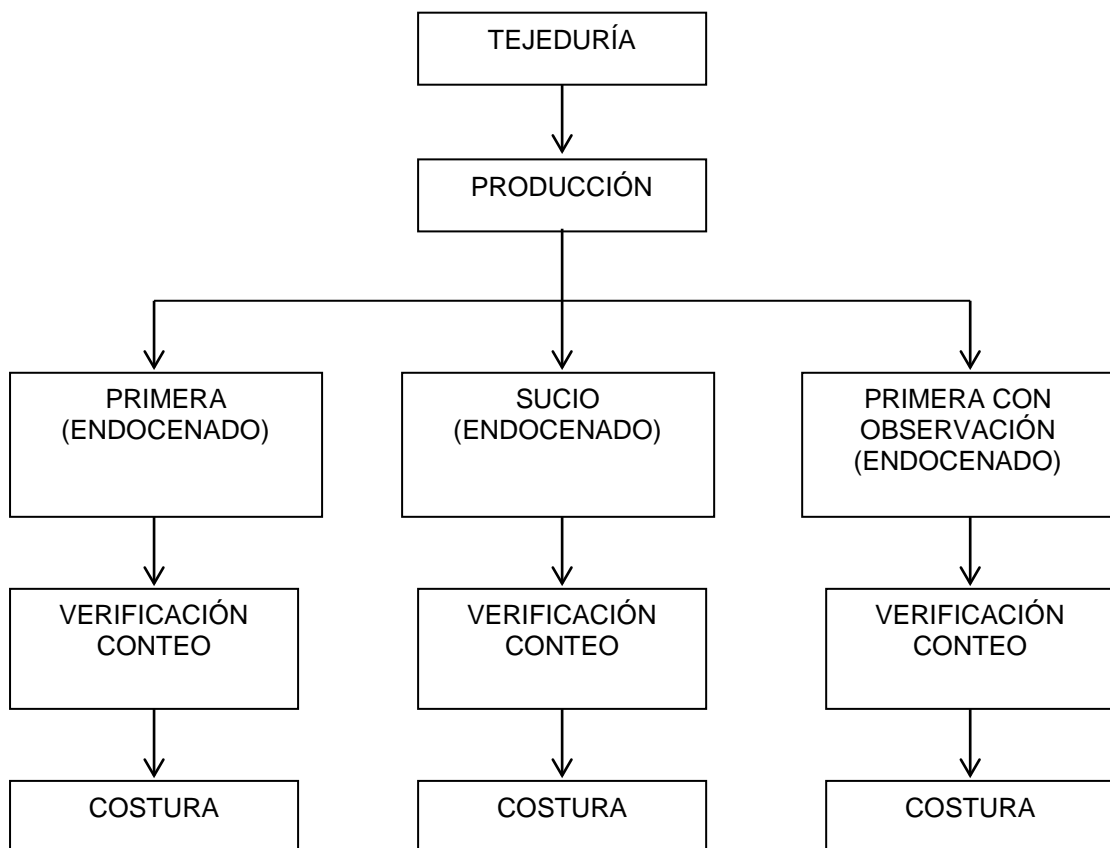 TEJEDURÍA
PRODUCCIÓN
PRIMERA
(ENDOCENADO)
SUCIO
(ENDOCENADO)
PRIMERA CON
OBSERVACIÓN
(ENDOCENADO)
VERIFICACIÓN
CONTEO
VERIFICACIÓN
CONTEO
VERIFICACIÓN
CONTEO
COSTURA
COSTURA
COSTURA